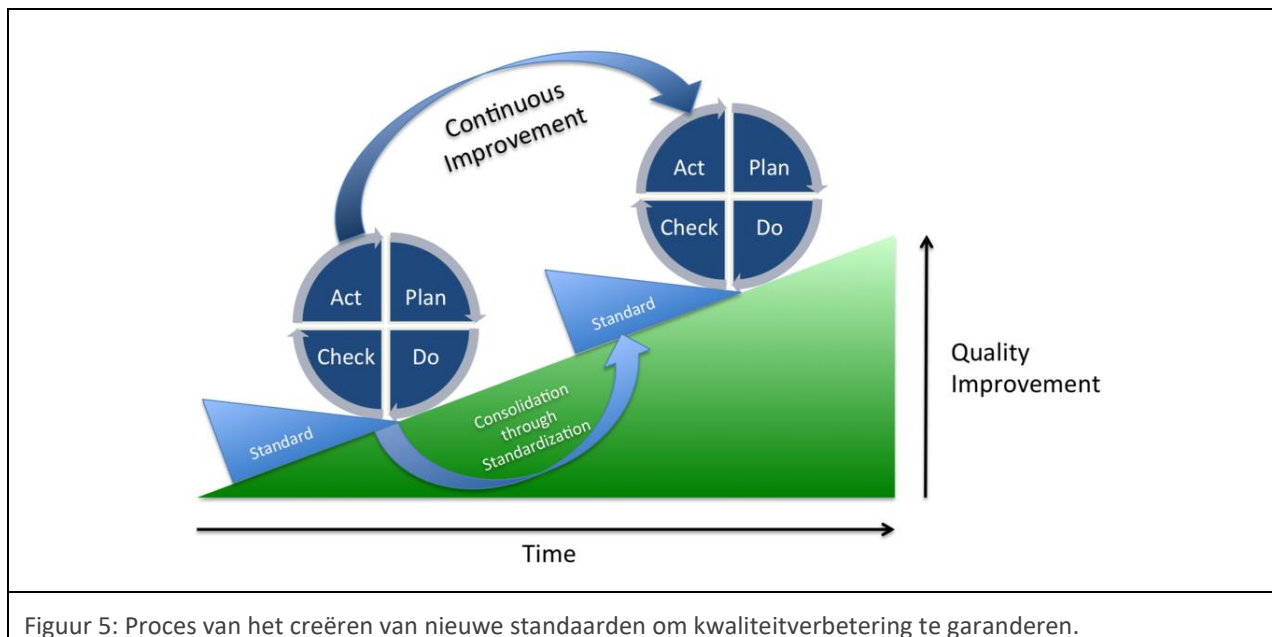 Continuous
Improvement
Act
Plan
Check
Do
Act
Plan
Check
Do
Standard
Standard
Consolidation
through
Standardization
Quality
Improvement
Time
Figuur 5: Proces van het creëren van nieuwe standaarden om kwaliteitverbetering te garanderen.